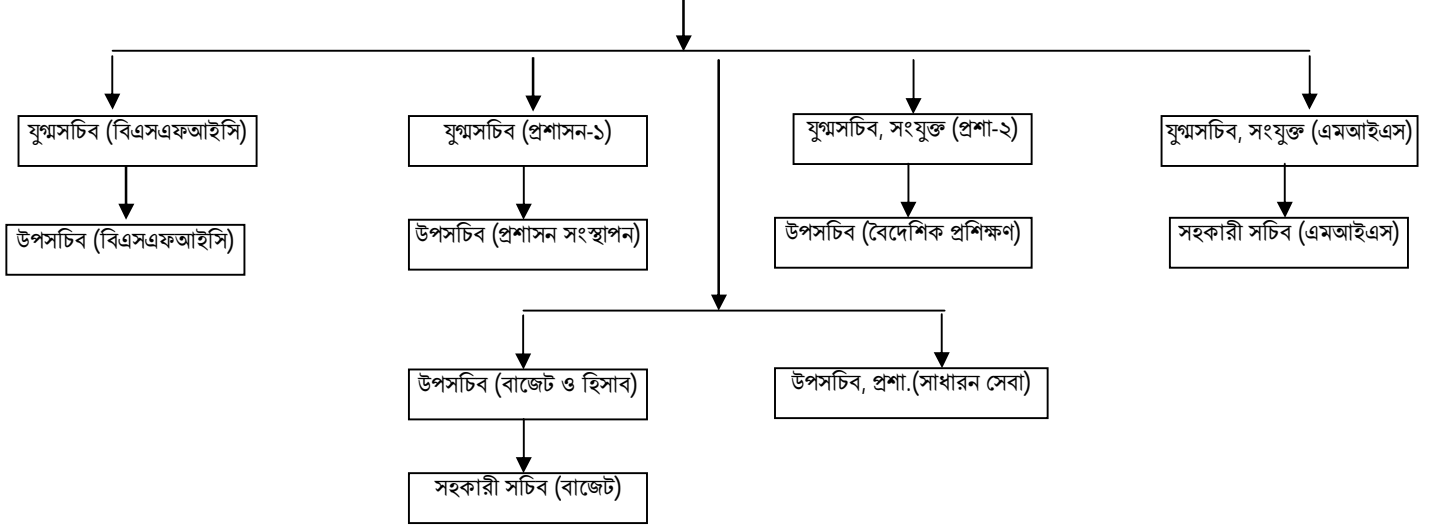 যুগ্মসচিব (বিএসএফআইসি)
যুগ্মসচিব (প্রশাসন-১)
যুগ্মসচিব, সংযুক্ত (প্রশা-২)
যুগ্মসচিব, সংযুক্ত (এমআইএস)
উপসচিব (বিএসএফআইসি)
উপসচিব (প্রশাসন সংস্থাপন)
উপসচিব (বৈদেশিক প্রশিক্ষণ)
সহকারী সচিব (এমআইএস)
উপসচিব (বাজেট ও হিসাব)
উপসচিব, প্রশা.(সাধারন সেবা)
সহকারী সচিব (বাজেট)